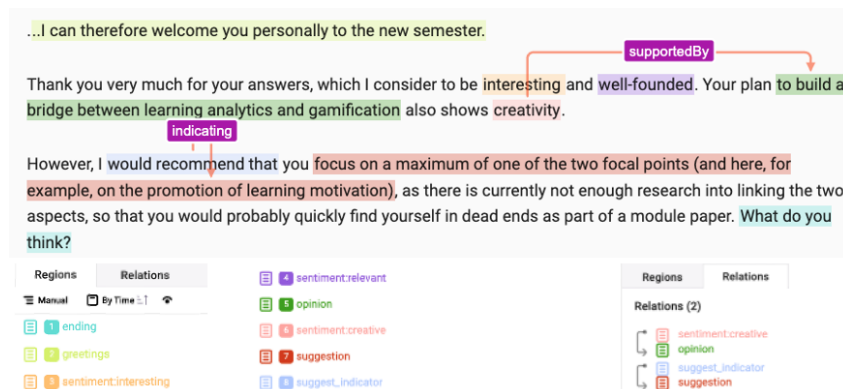 ...I can therefore welcome you personally to the new semester.
supportedBy
Thank you very much for your answers, which I consider to be interesting and well-founded. Your plan to build a
bridge between learning analytics and gamification also shows creativity.
indicating
However, I would recommend that you focus on a maximum of one of the two focal points (and here, for
example, on the promotion of learning motivation), as there is currently not enough research into linking the two
aspects, so that you would probably quickly find yourself in dead ends as part of a module paper. What do you
think?
Regions Relations
Manual By Time
1 ending
2 greetings
3 sentiment:interesting
4 sentiment:relevant
5 opinion
6 sentiment:creative
7 suggestion
8 suggest_indicator
Regions Relations
Relations (2)
sentiment:creative
opinion
suggest_indicator
suggestion